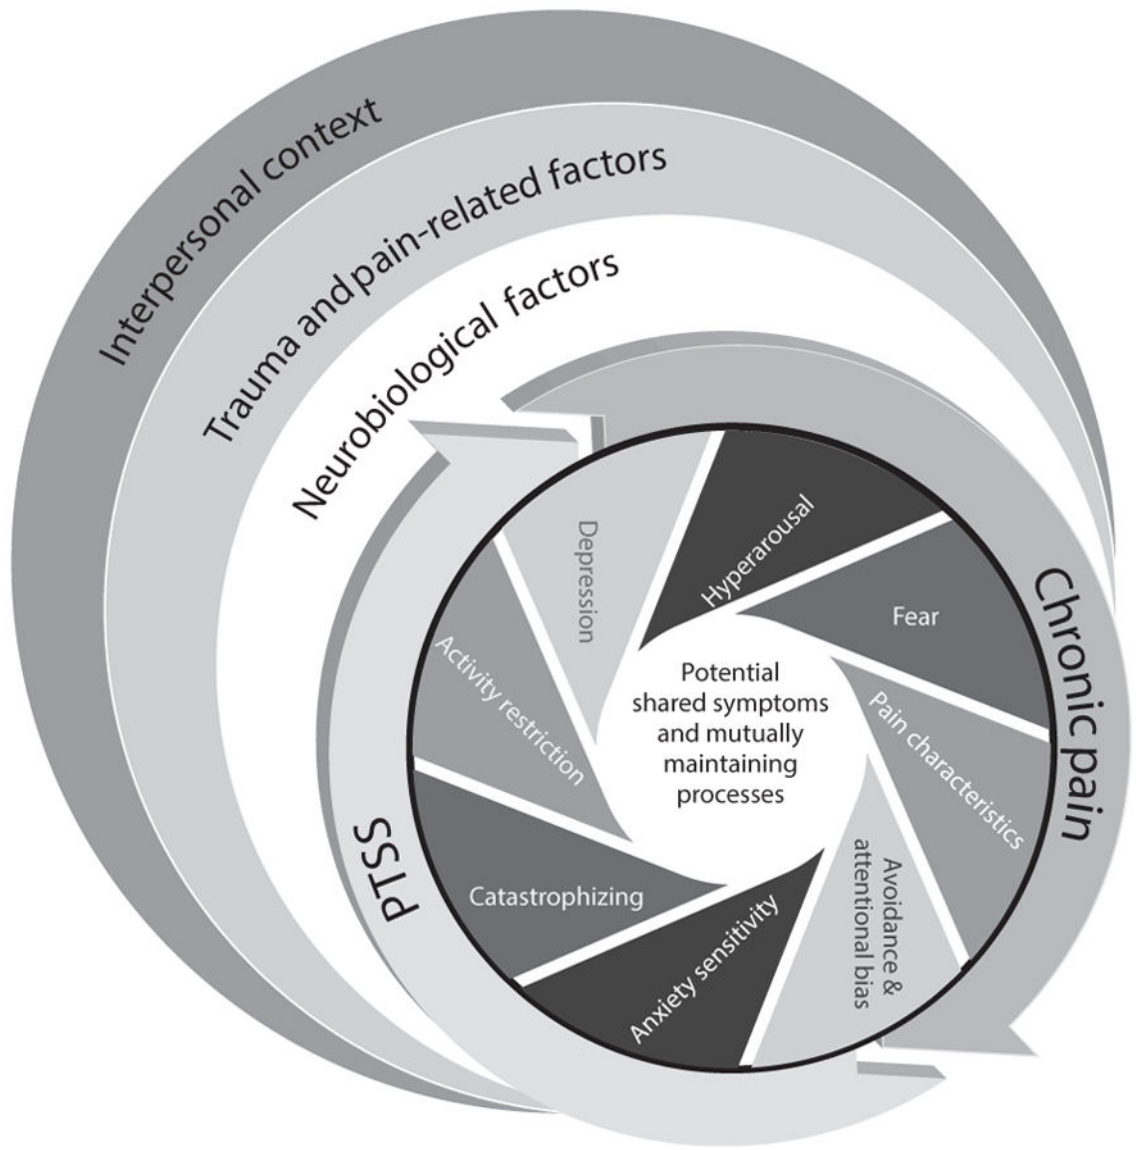 Interpersonal context
Trauma and pain-related factors
Neurobiological factors
Chronic pain
PTSS
Depression
Hyperarousal
Fear
Pain characteristics
Avoidance &
attentional bias
Anxiety sensitivity
Catastrophizing
Activity restriction
Potential
shared symptoms
and mutually
maintaining
processes